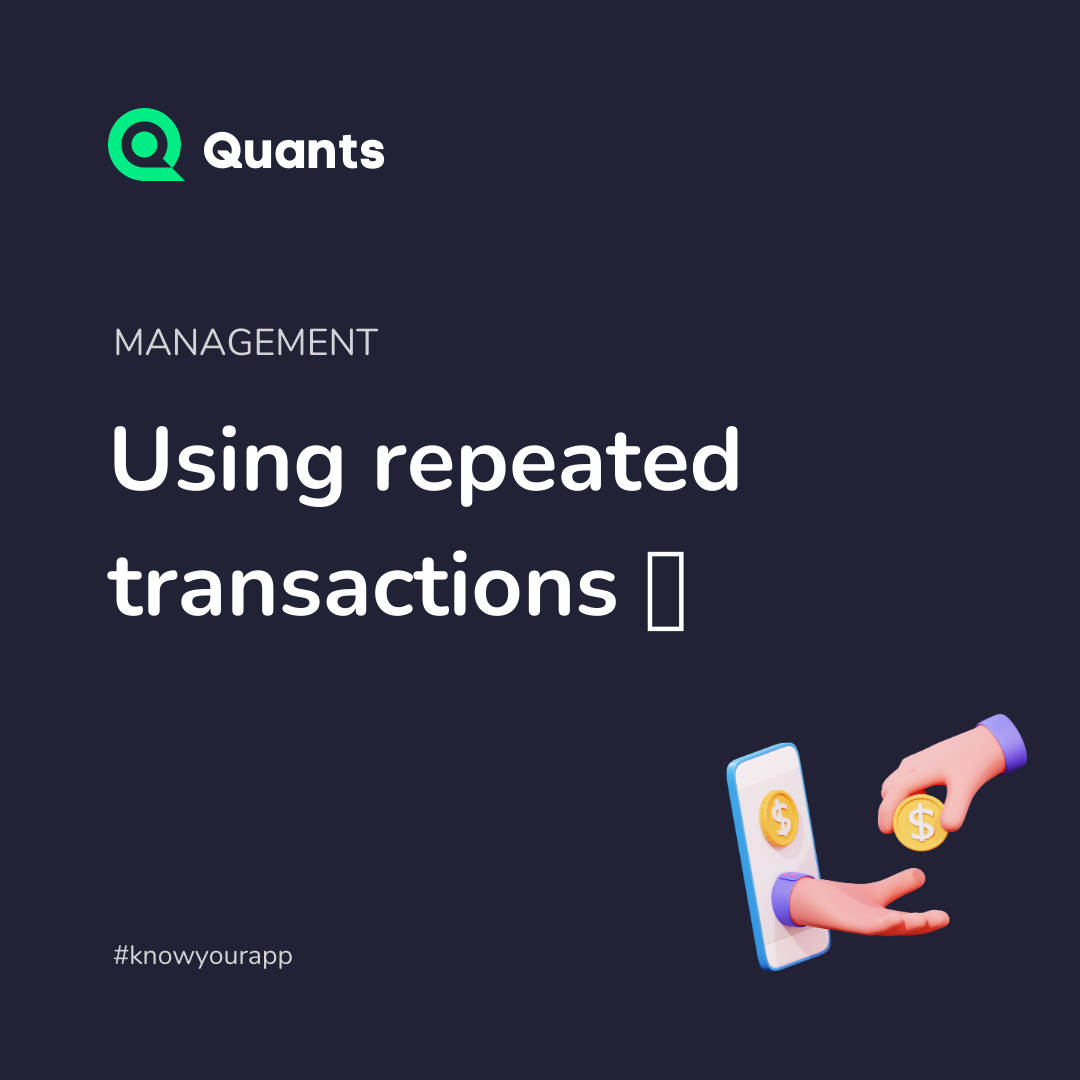 Quants
MANAGEMENT
Using repeated
transactions
#knowyourapp
$
$